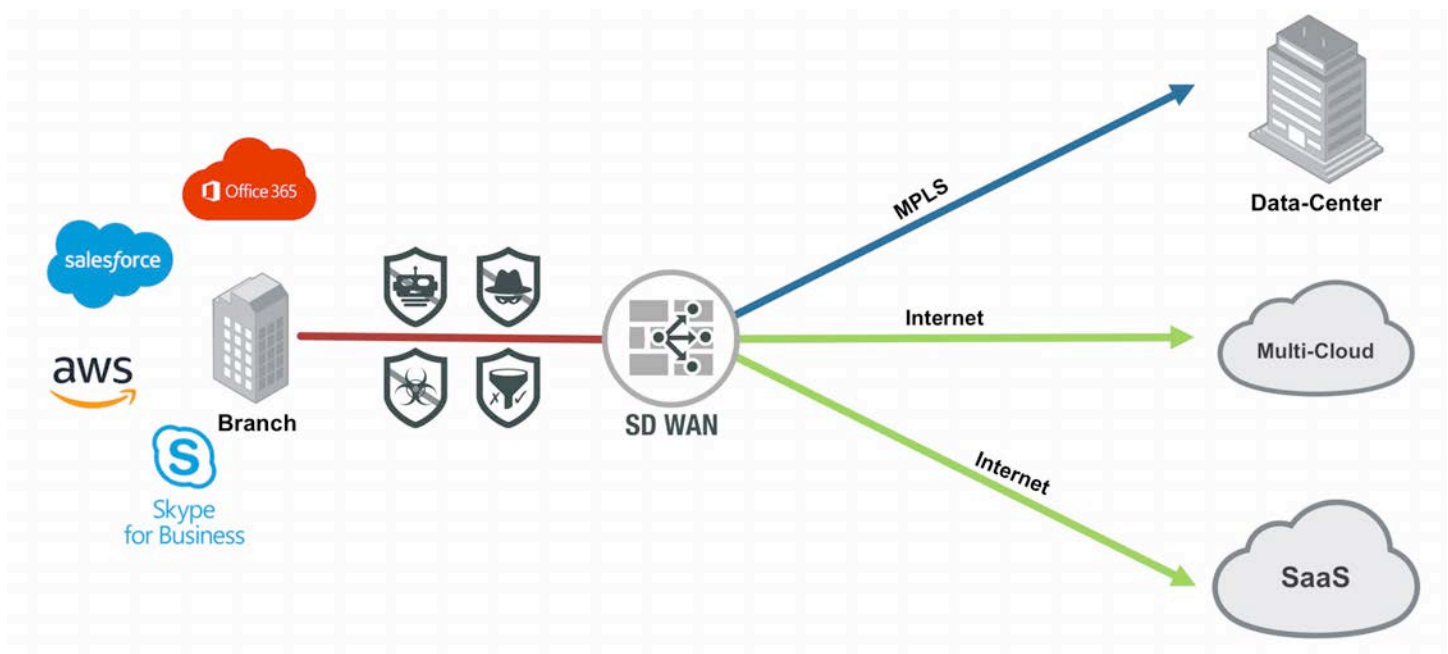 Office 365
salesforce
aws
Branch
S
Skype
for Business
SD WAN
MPLS
Internet
Internet
Data-Center
Multi-Cloud
SaaS